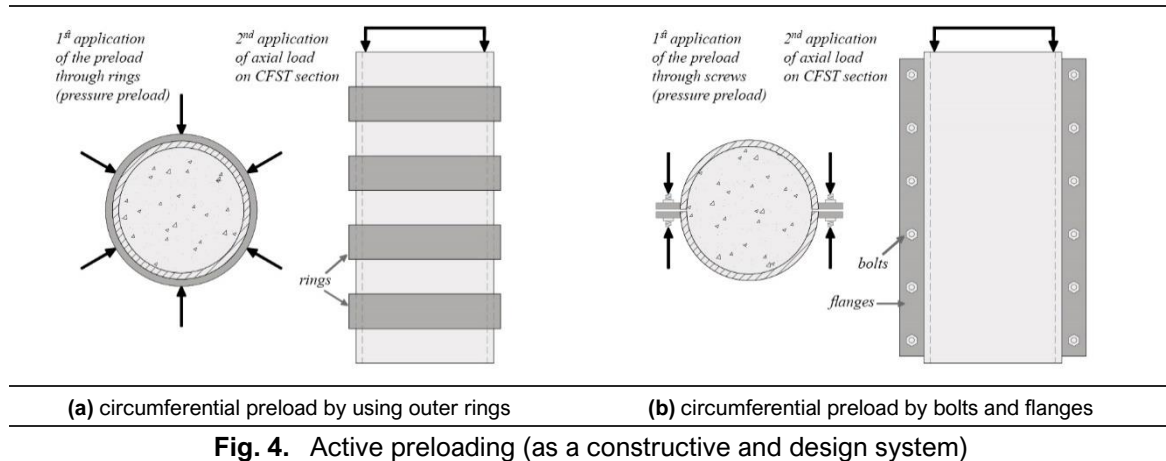 1st application
of the preload
through rings
(pressure preload)
2nd application
of axial load
on CFST section
rings
1st application
of the preload
through screws
(pressure preload)
2nd application
of axial load
on CFST section
bolts
flanges
(a) circumferential preload by using outer rings
(b) circumferential preload by bolts and flanges
Fig. 4. Active preloading (as a constructive and design system)